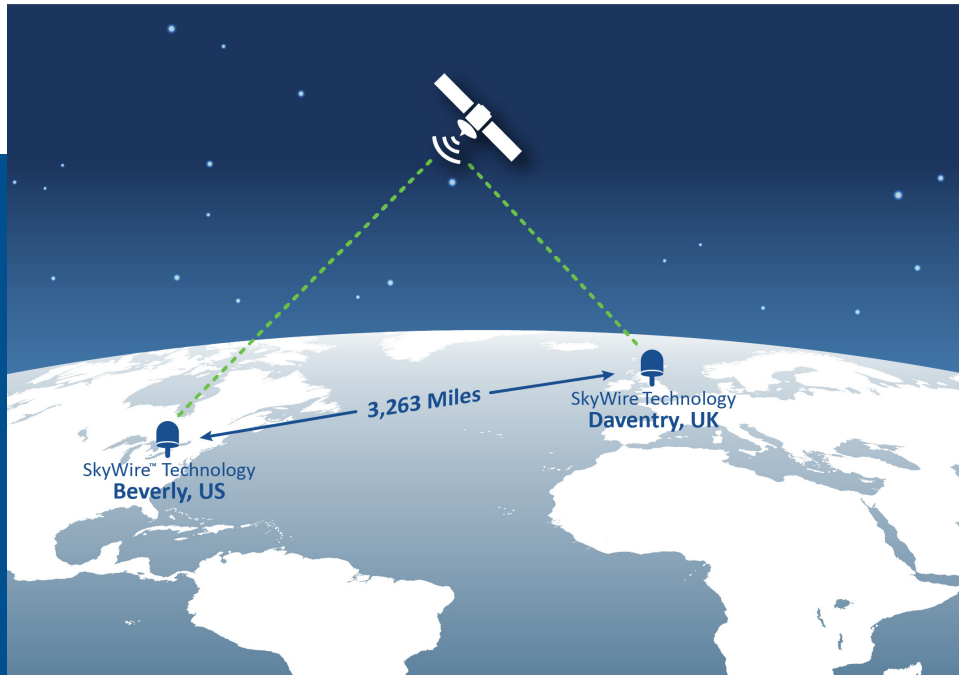 3,263 Miles
SkyWire Technology
Daventry, UK
SkyWire™ Technology
Beverly, US